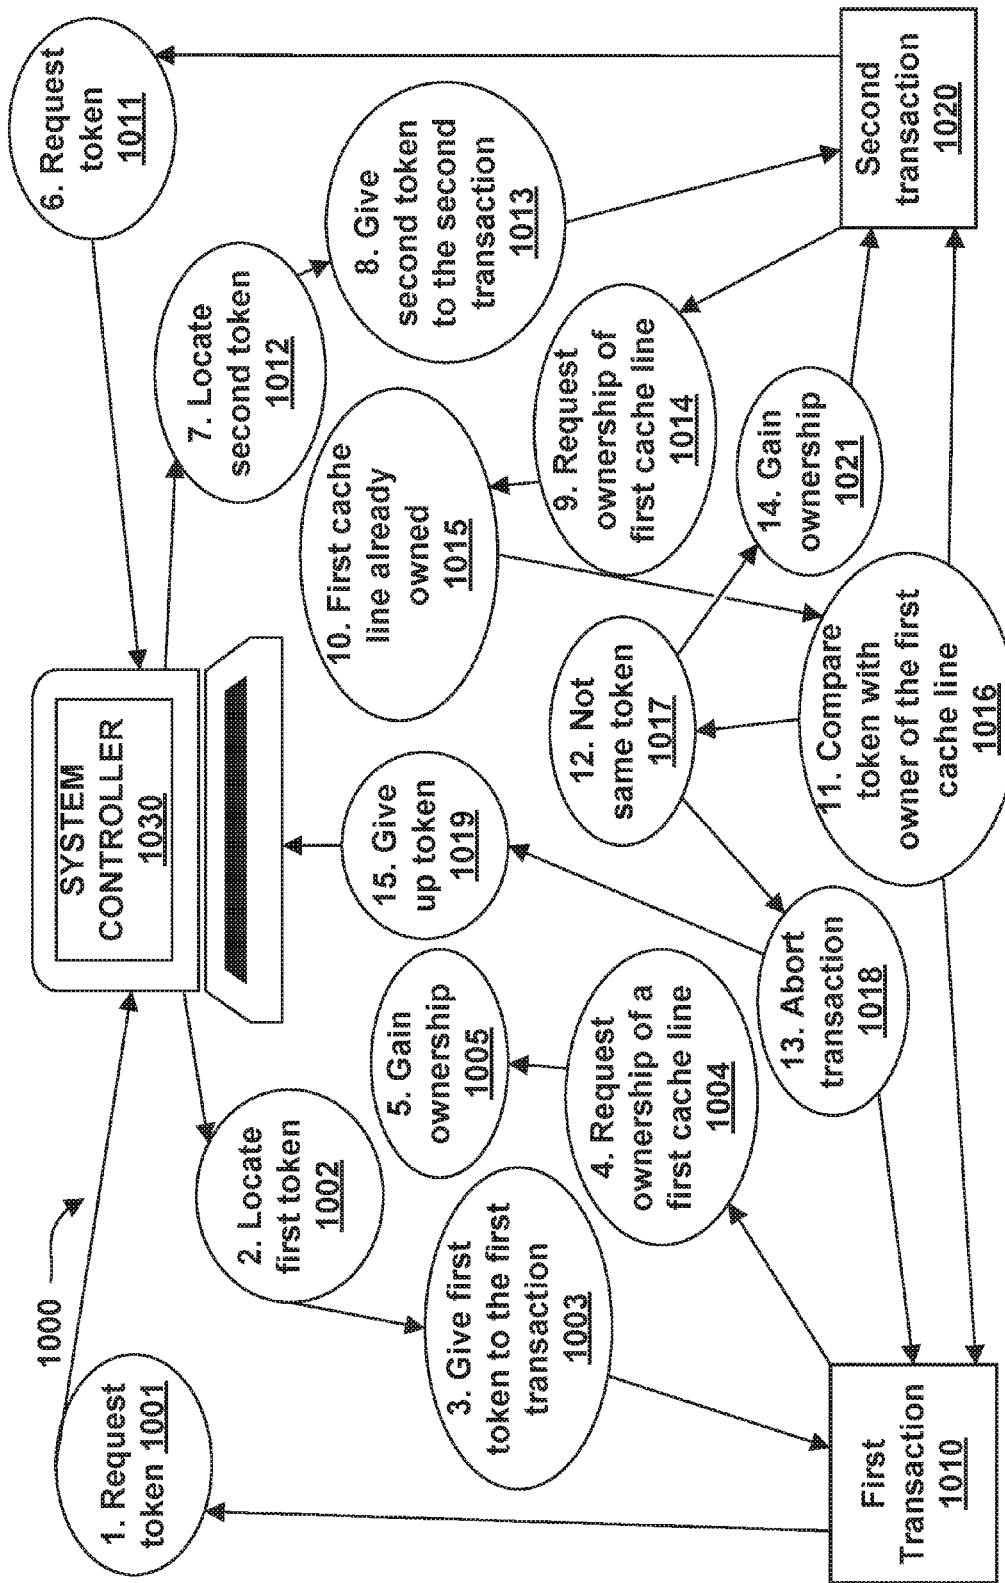 1000
1. Request
token 1001
2. Locate
first token
1002
3. Give first
token to the first
transaction
1003
4. Request
ownership of a
first cache line
1004
5. Gain
ownership
1005
First
Transaction
1010
SYSTEM
CONTROLLER
1030
6. Request
token
1011
7. Locate
second token
1012
8. Give
second token
to the second
transaction
1013
9. Request
ownership of
first cache line
1014
10. First cache
line already
owned
1015
11. Compare
token with
owner of the first
cache line
1016
12. Not
same token
1017
13. Abort
transaction
1018
14. Gain
ownership
1021
15. Give
up token
1019
Second
transaction
1020